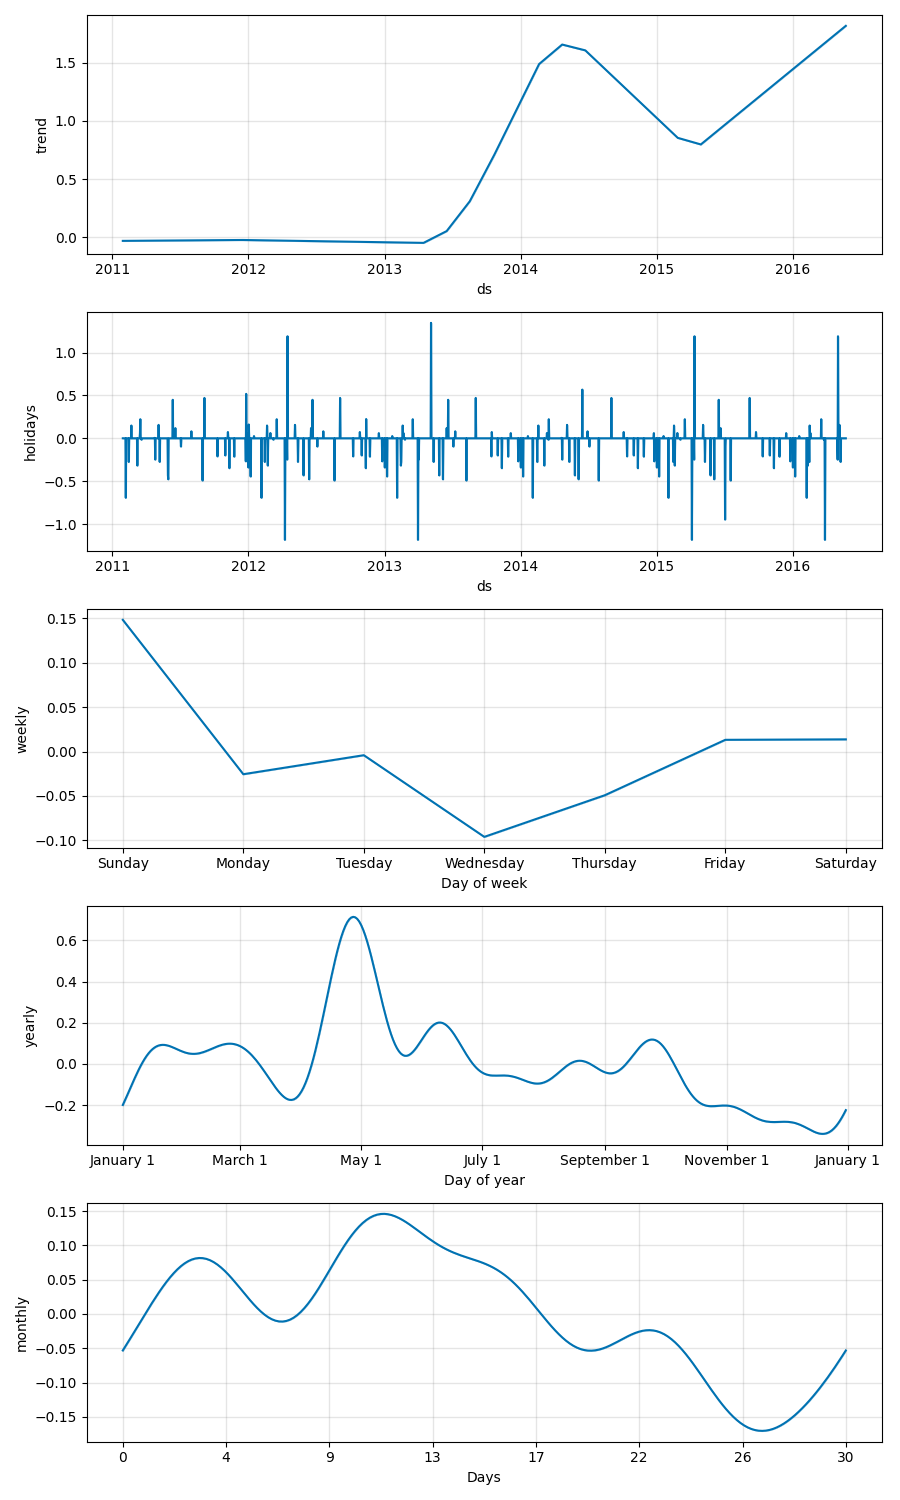 1.5
1.0
0.5
0.0
trend
2011 2012 2013 2014 2015 2016
ds
1.0
0.5
0.0
−0.5
−1.0
holidays
2011 2012 2013 2014 2015 2016
ds
0.15
0.10
0.05
0.00
−0.05
−0.10
weekly
Sunday Monday Tuesday Wednesday Thursday Friday Saturday
Day of week
0.6
0.4
0.2
0.0
−0.2
yearly
January 1 March 1 May 1 July 1 September 1 November 1 January 1
Day of year
0.15
0.10
0.05
0.00
−0.05
−0.10
−0.15
monthly
0 4 9 13 17 22 26 30
Days